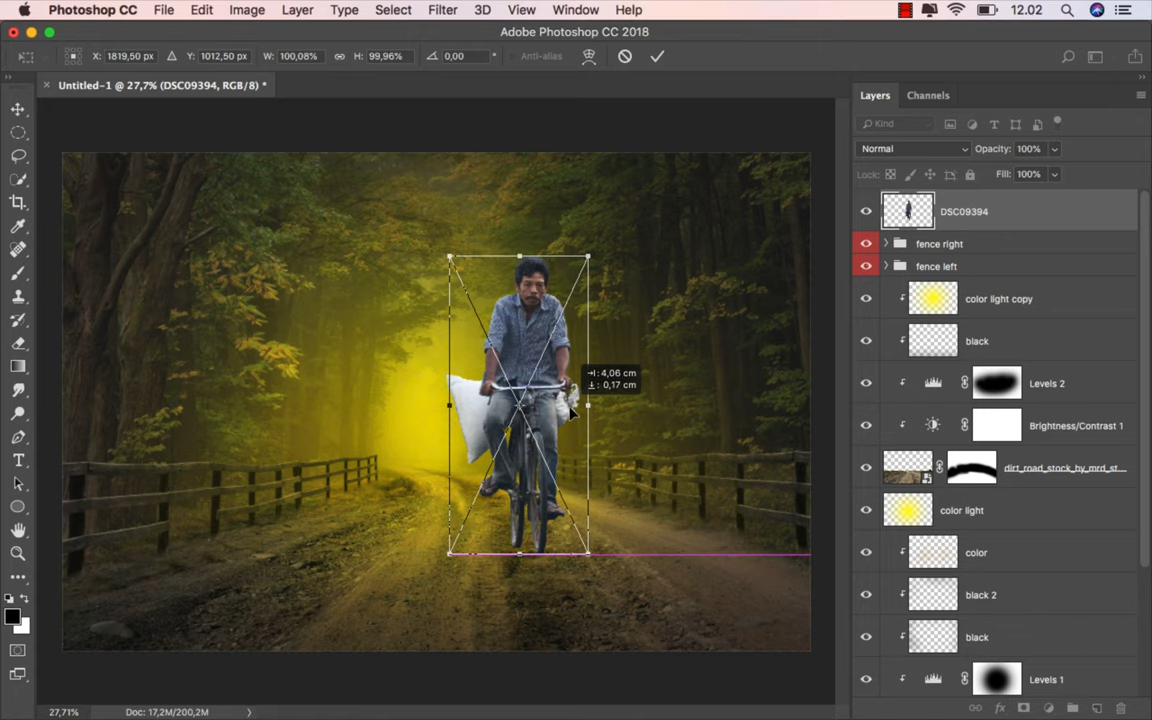 Photoshop CC File Edit Image Layer Type Select Filter 3D View Window Help 12.02
Adobe Photoshop CC 2018
X: 1819,50 px Y: 1012,50 px W: 100,08% H: 99,96% 0,00 ° Anti-alias
Untitled-1 @ 27,7% (DSC09394, RGB/8) *
Layers Channels
Kind
Normal Opacity: 100%
Lock: Fill: 100%
DSC09394
fence right
fence left
color light copy
black
Levels 2
Brightness/Contrast 1
dirt_road_stock_by_mrd_st...
color light
color
black 2
black
Levels 1
→I: 4,06 cm
↓: 0,17 cm
27,71% Doc: 17,2M/200,2M